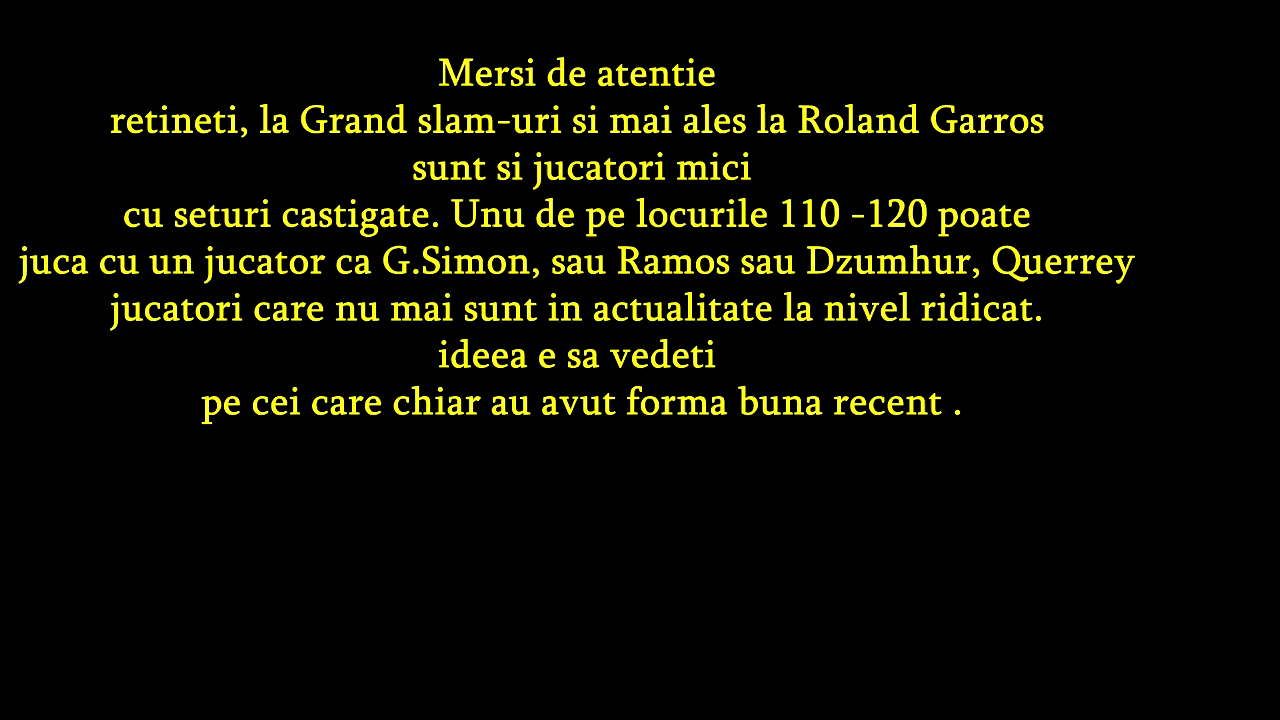 Mersi de atentie
retineti, la Grand slam-uri si mai ales la Roland Garros
sunt si jucatori mici
cu seturi castigate. Unu de pe locurile 110 -120 poate
juca cu un jucator ca G.Simon, sau Ramos sau Dzumhur, Querrey
jucatori care nu mai sunt in actualitate la nivel ridicat.
ideea e sa vedeti
pe cei care chiar au avut forma buna recent .